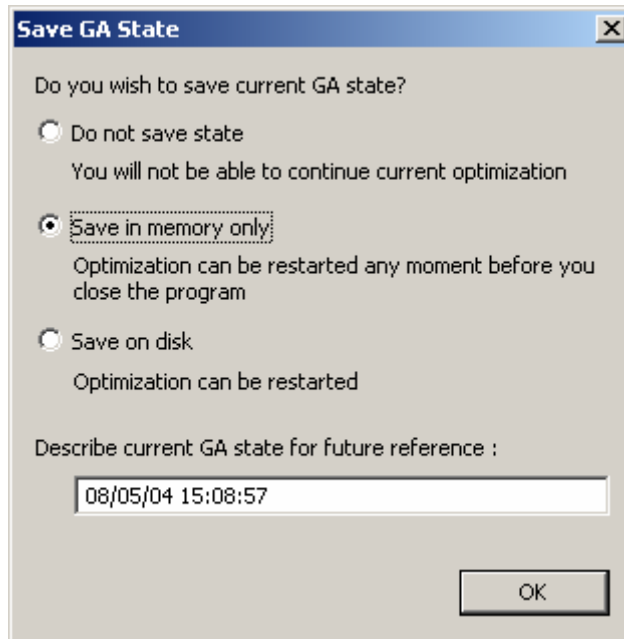 Save GA State
Do you wish to save current GA state?
Do not save state
You will not be able to continue current optimization
Save in memory only
Optimization can be restarted any moment before you
close the program
Save on disk
Optimization can be restarted
Describe current GA state for future reference :
08/05/04 15:08:57
OK